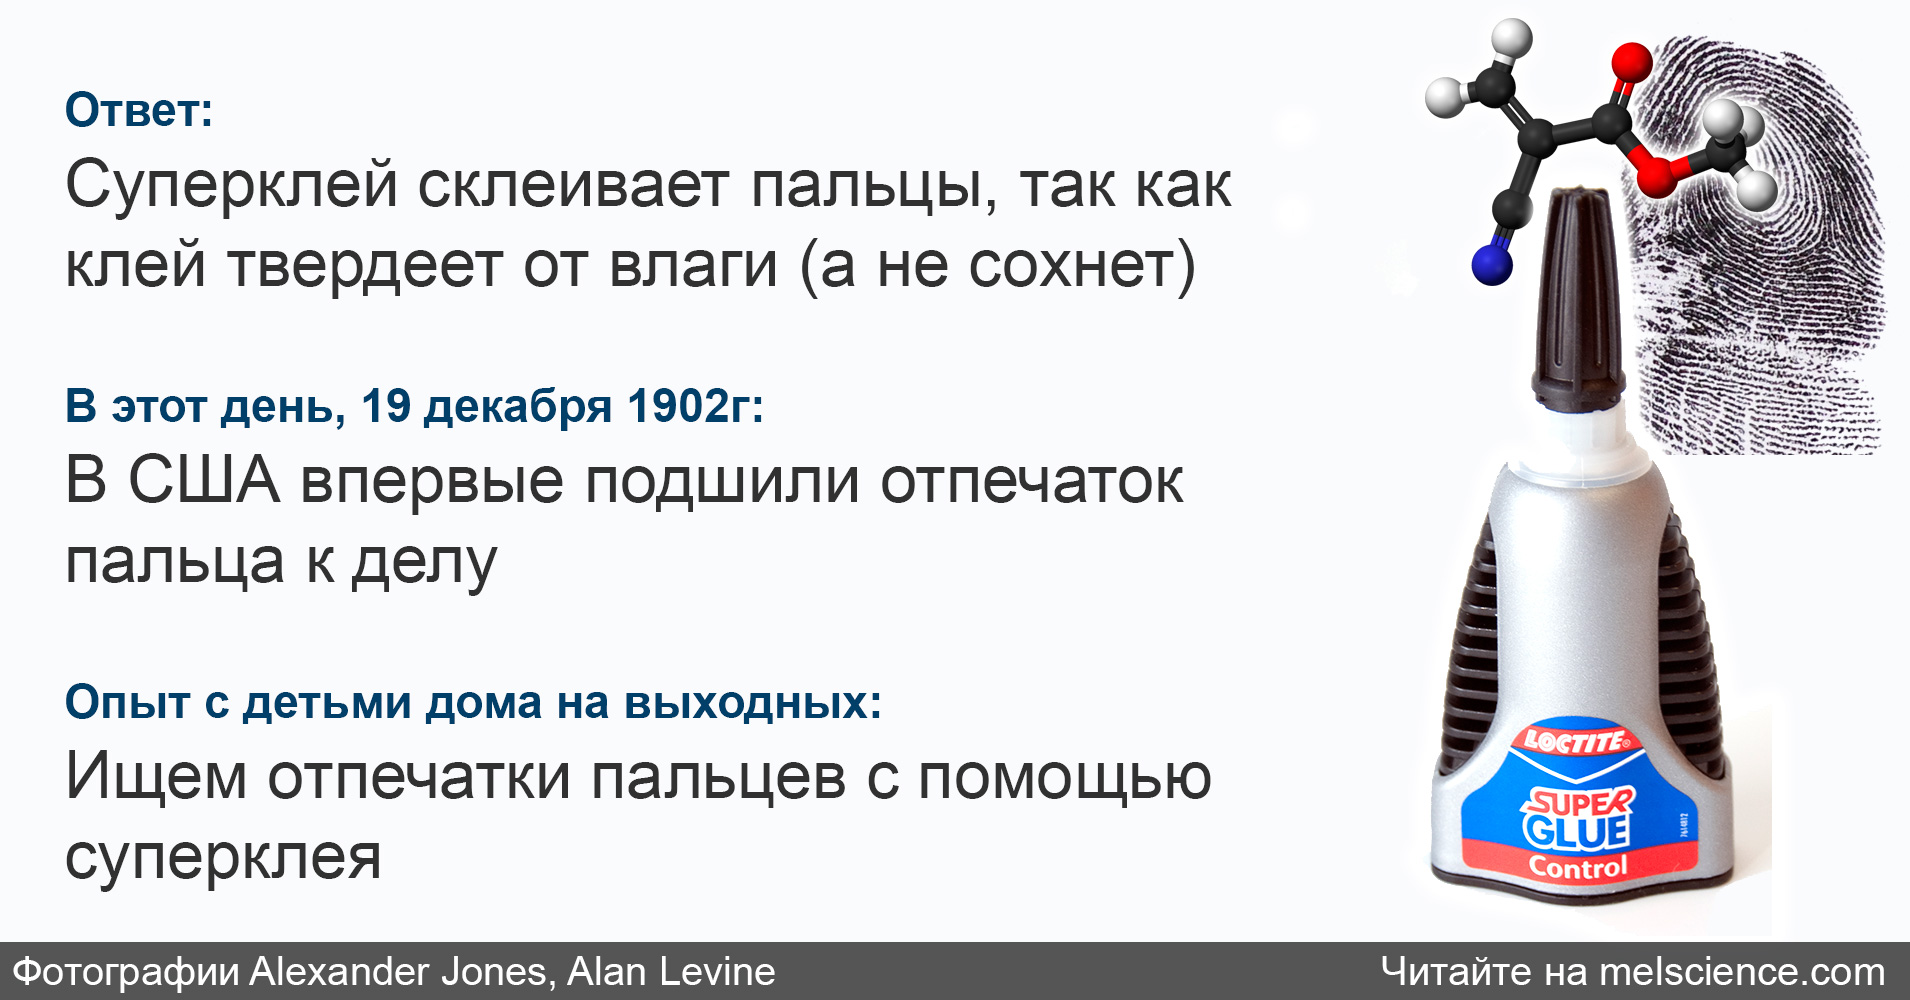 Ответ:
Суперклей склеивает пальцы, так как
клей твердеет от влаги (а не сохнет)
В этот день, 19 декабря 1902г:
В США впервые подшили отпечаток
пальца к делу
Опыт с детьми дома на выходных:
Ищем отпечатки пальцев с помощью
суперклея
LOCTITE®
SUPER
GLUE
Control
Фотографии Alexander Jones, Alan Levine
Читайте на melscience.com